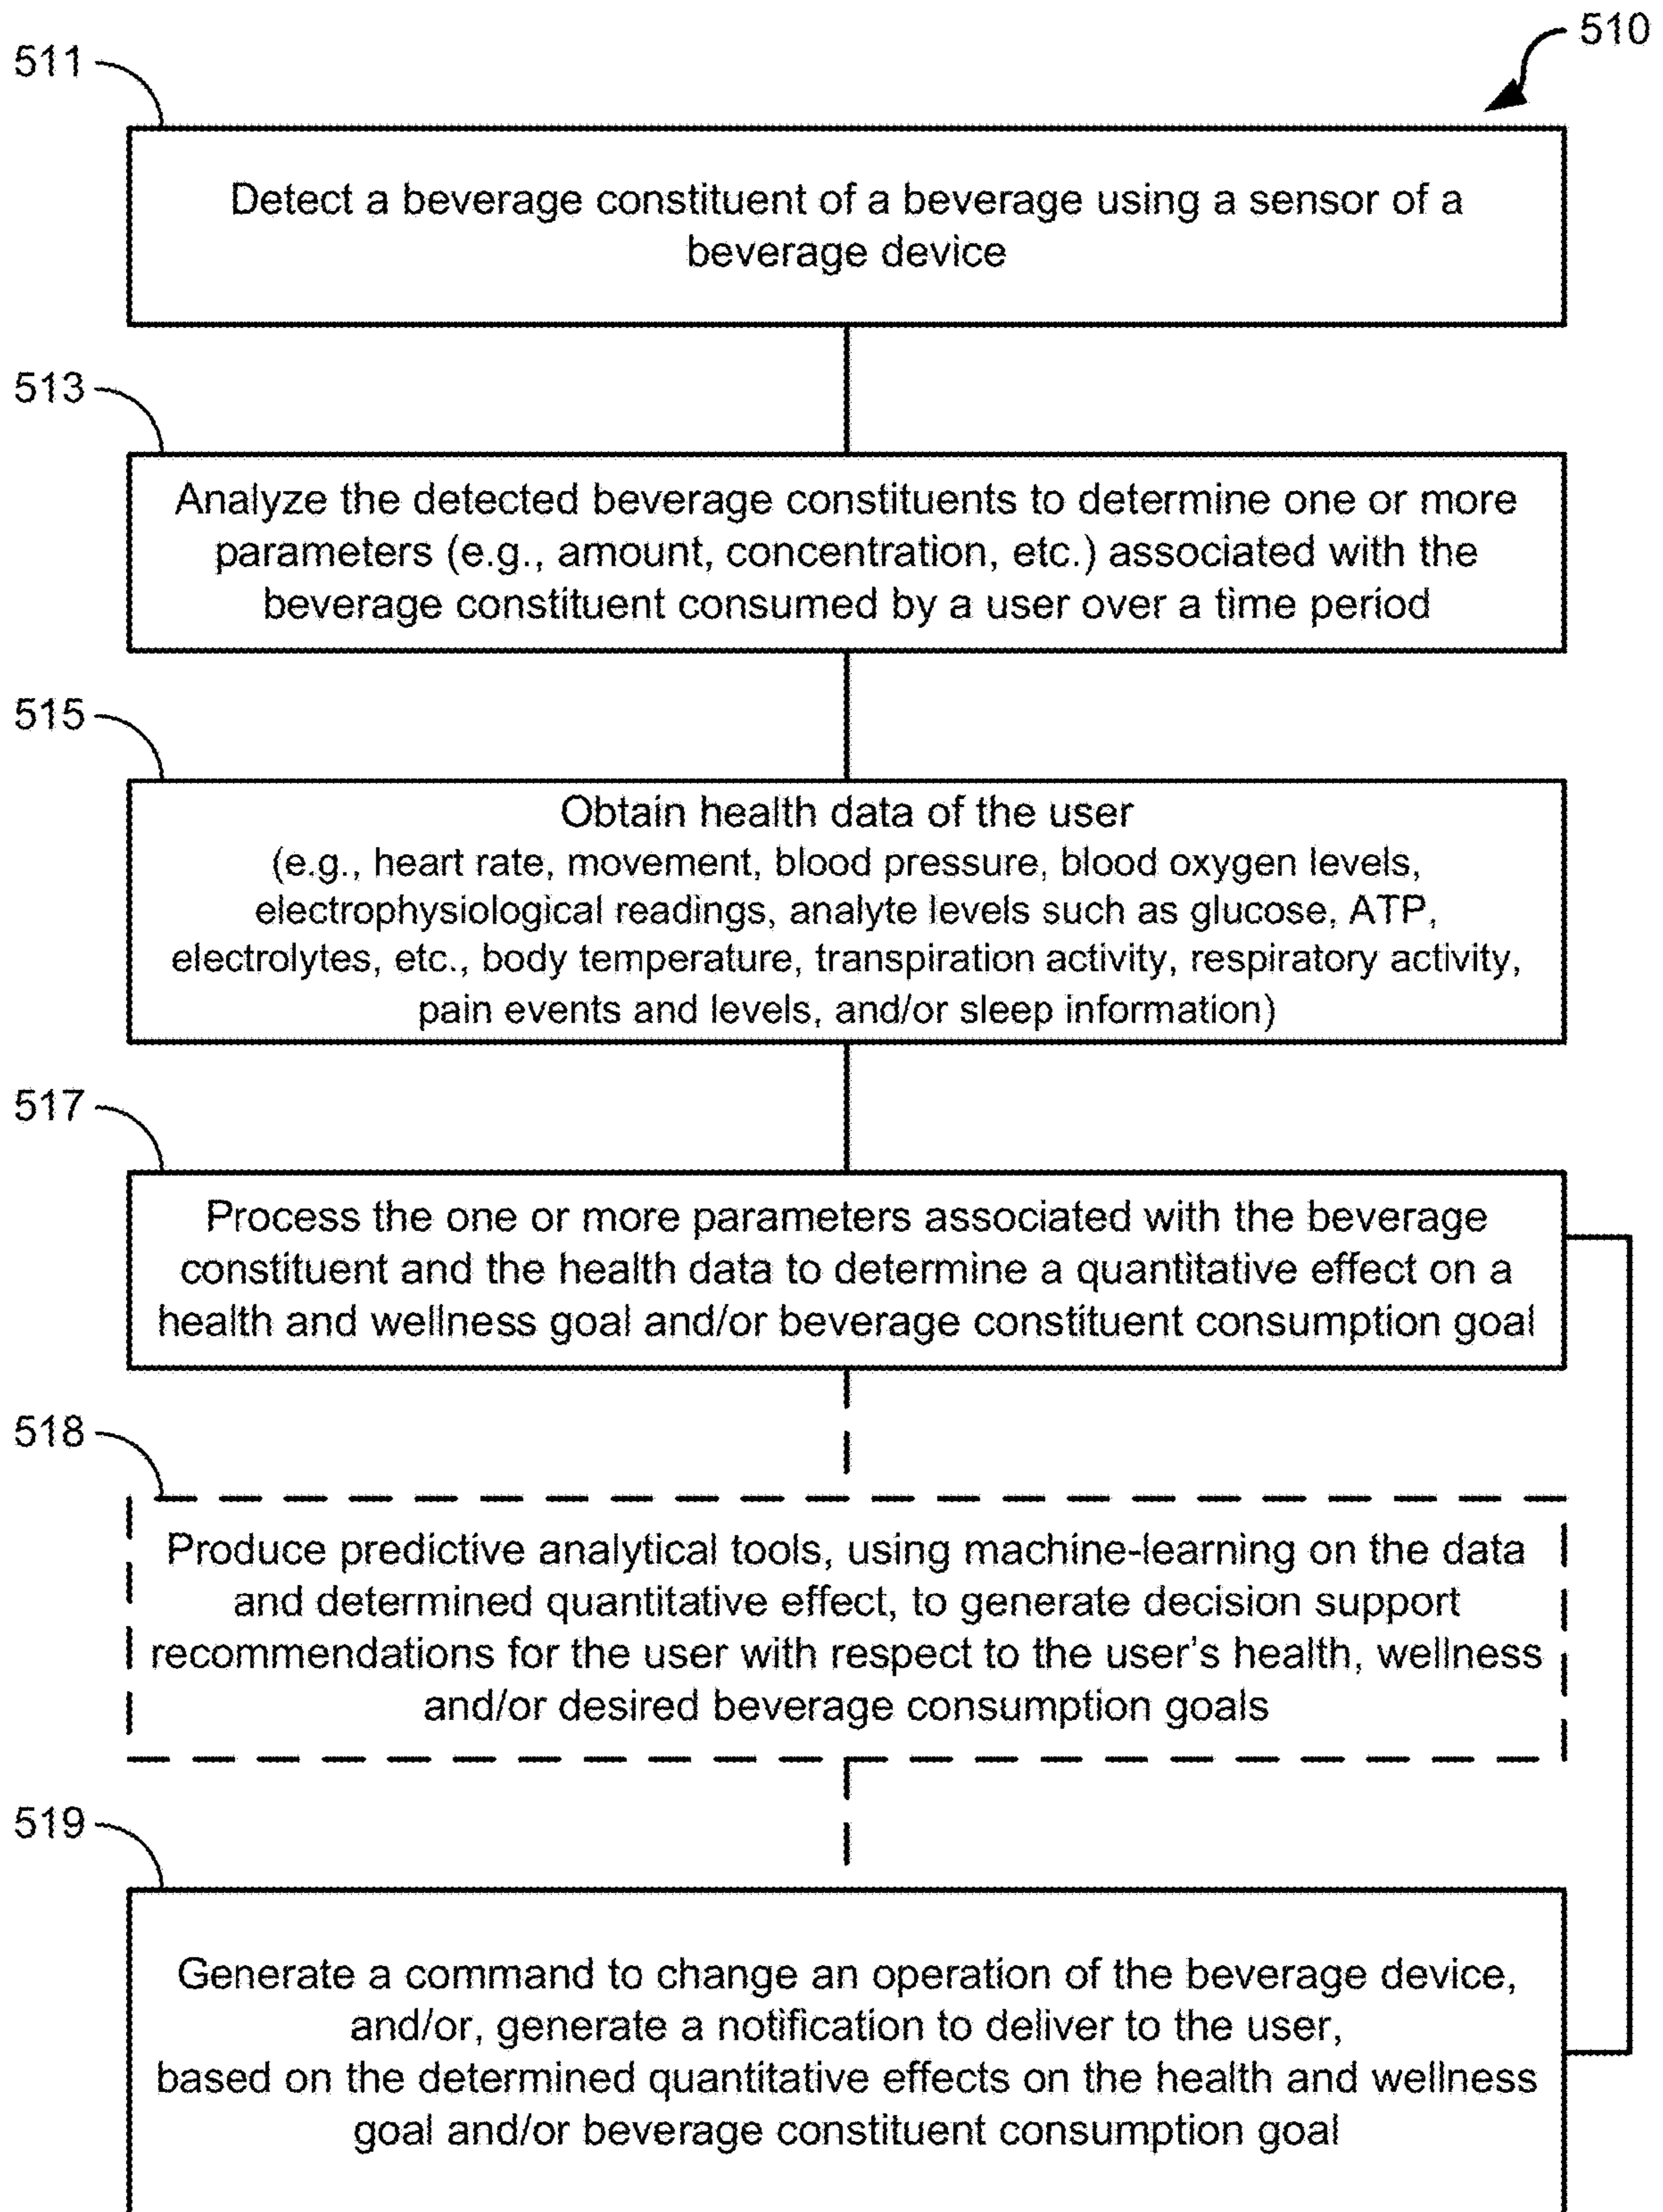 510
511
Detect a beverage constituent of a beverage using a sensor of a
beverage device
513
Analyze the detected beverage constituents to determine one or more
parameters (e.g., amount, concentration, etc.) associated with the
beverage constituent consumed by a user over a time period
515
Obtain health data of the user
(e.g., heart rate, movement, blood pressure, blood oxygen levels,
electrophysiological readings, analyte levels such as glucose, ATP,
electrolytes, etc., body temperature, transpiration activity, respiratory activity,
pain events and levels, and/or sleep information)
517
Process the one or more parameters associated with the beverage
constituent and the health data to determine a quantitative effect on a
health and wellness goal and/or beverage constituent consumption goal
518
Produce predictive analytical tools, using machine-learning on the data
and determined quantitative effect, to generate decision support
recommendations for the user with respect to the user's health, wellness
and/or desired beverage consumption goals
519
Generate a command to change an operation of the beverage device,
and/or, generate a notification to deliver to the user,
based on the determined quantitative effects on the health and wellness
goal and/or beverage constituent consumption goal